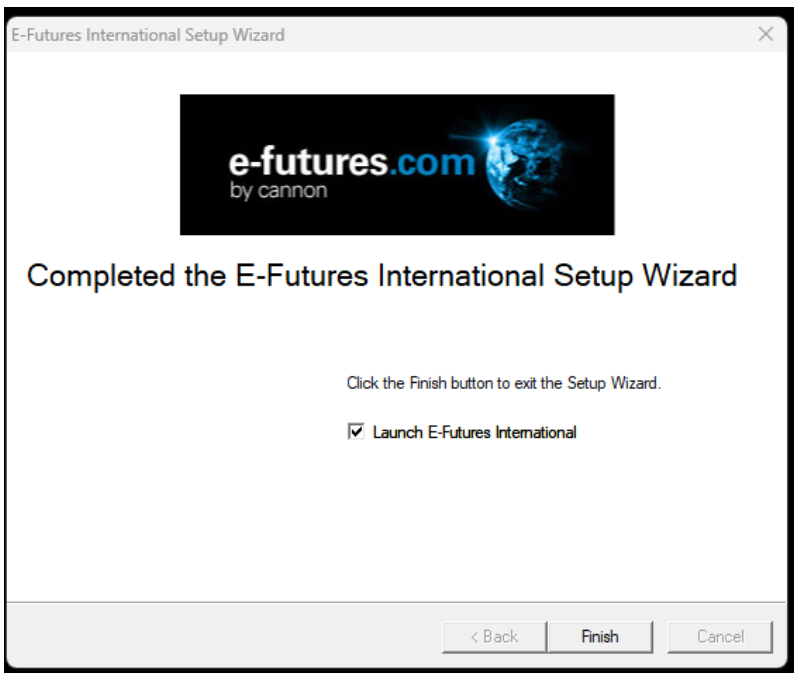 E-Futures International Setup Wizard
e-futures.com
by cannon
Completed the E-Futures International Setup Wizard
Click the Finish button to exit the Setup Wizard.
Launch E-Futures International
< Back Finish Cancel